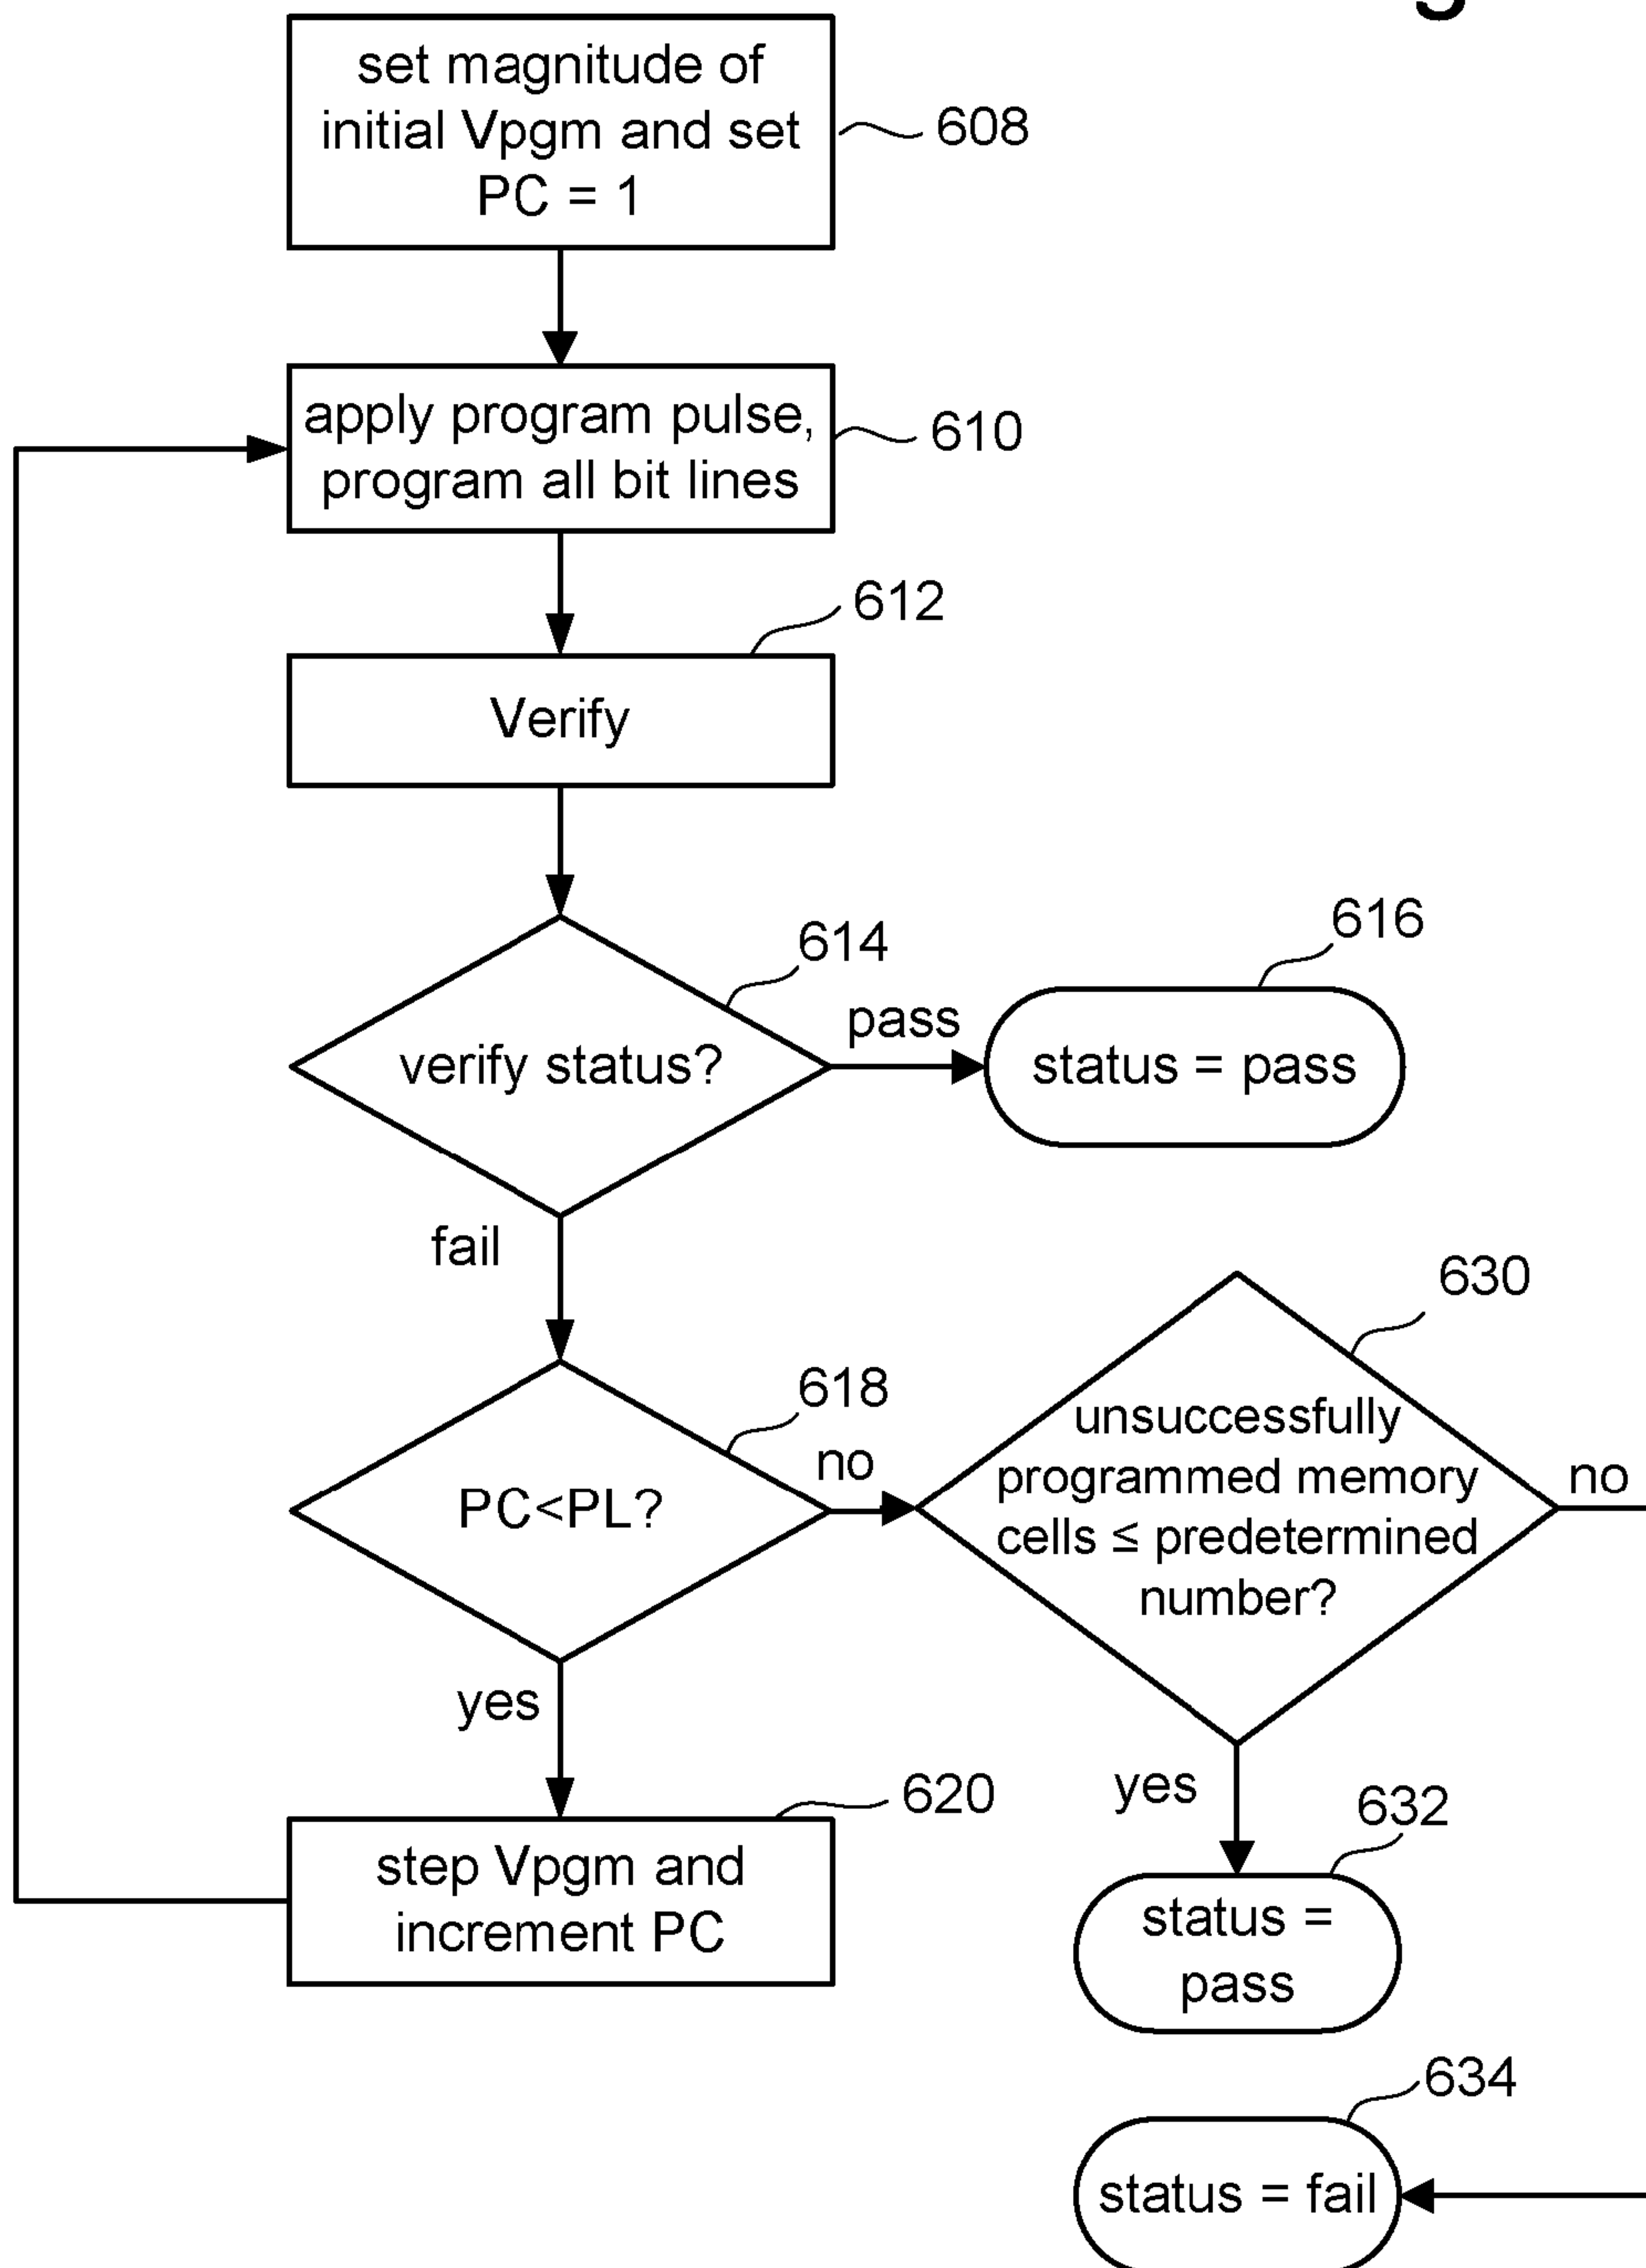 set magnitude of
initial Vpgm and set
PC = 1
608
apply program pulse,
program all bit lines
610
612
Verify
614
verify status?
pass
616
status = pass
fail
618
PC<PL?
no
630
unsuccessfully
programmed memory
cells ≤ predetermined
number?
no
yes
yes
620
step Vpgm and
increment PC
632
status =
pass
634
status = fail